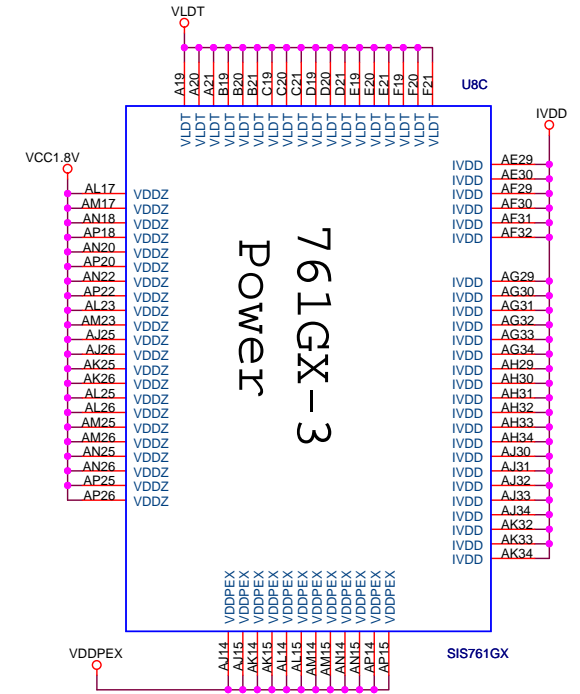 VLDT
A19 A20 A21 B19 B20 B21 C19 C20 C21 D19 D20 D21 E19 E20 E21 F19 F20 F21
VLDT VLDT VLDT VLDT VLDT VLDT VLDT VLDT VLDT VLDT VLDT VLDT VLDT VLDT VLDT VLDT VLDT VLDT
U8C
IVDD
VCC1.8V
AL17 VDDZ
AM17 VDDZ
AN18 VDDZ
AP18 VDDZ
AN20 VDDZ
AP20 VDDZ
AN22 VDDZ
AP22 VDDZ
AL23 VDDZ
AM23 VDDZ
AJ25 VDDZ
AJ26 VDDZ
AK25 VDDZ
AK26 VDDZ
AL25 VDDZ
AL26 VDDZ
AM25 VDDZ
AM26 VDDZ
AN25 VDDZ
AN26 VDDZ
AP25 VDDZ
AP26 VDDZ
761GX-3
Power
IVDD AE29
IVDD AE30
IVDD AF29
IVDD AF30
IVDD AF31
IVDD AF32
IVDD AG29
IVDD AG30
IVDD AG31
IVDD AG32
IVDD AG33
IVDD AG34
IVDD AH29
IVDD AH30
IVDD AH31
IVDD AH32
IVDD AH33
IVDD AH34
IVDD AJ30
IVDD AJ31
IVDD AJ32
IVDD AJ33
IVDD AJ34
IVDD AK32
IVDD AK33
IVDD AK34
VDDPEX VDDPEX VDDPEX VDDPEX VDDPEX VDDPEX VDDPEX VDDPEX VDDPEX VDDPEX VDDPEX VDDPEX
AJ14 AJ15 AK14 AK15 AL14 AL15 AM14 AM15 AN14 AN15 AP14 AP15
VDDPEX
SIS761GX